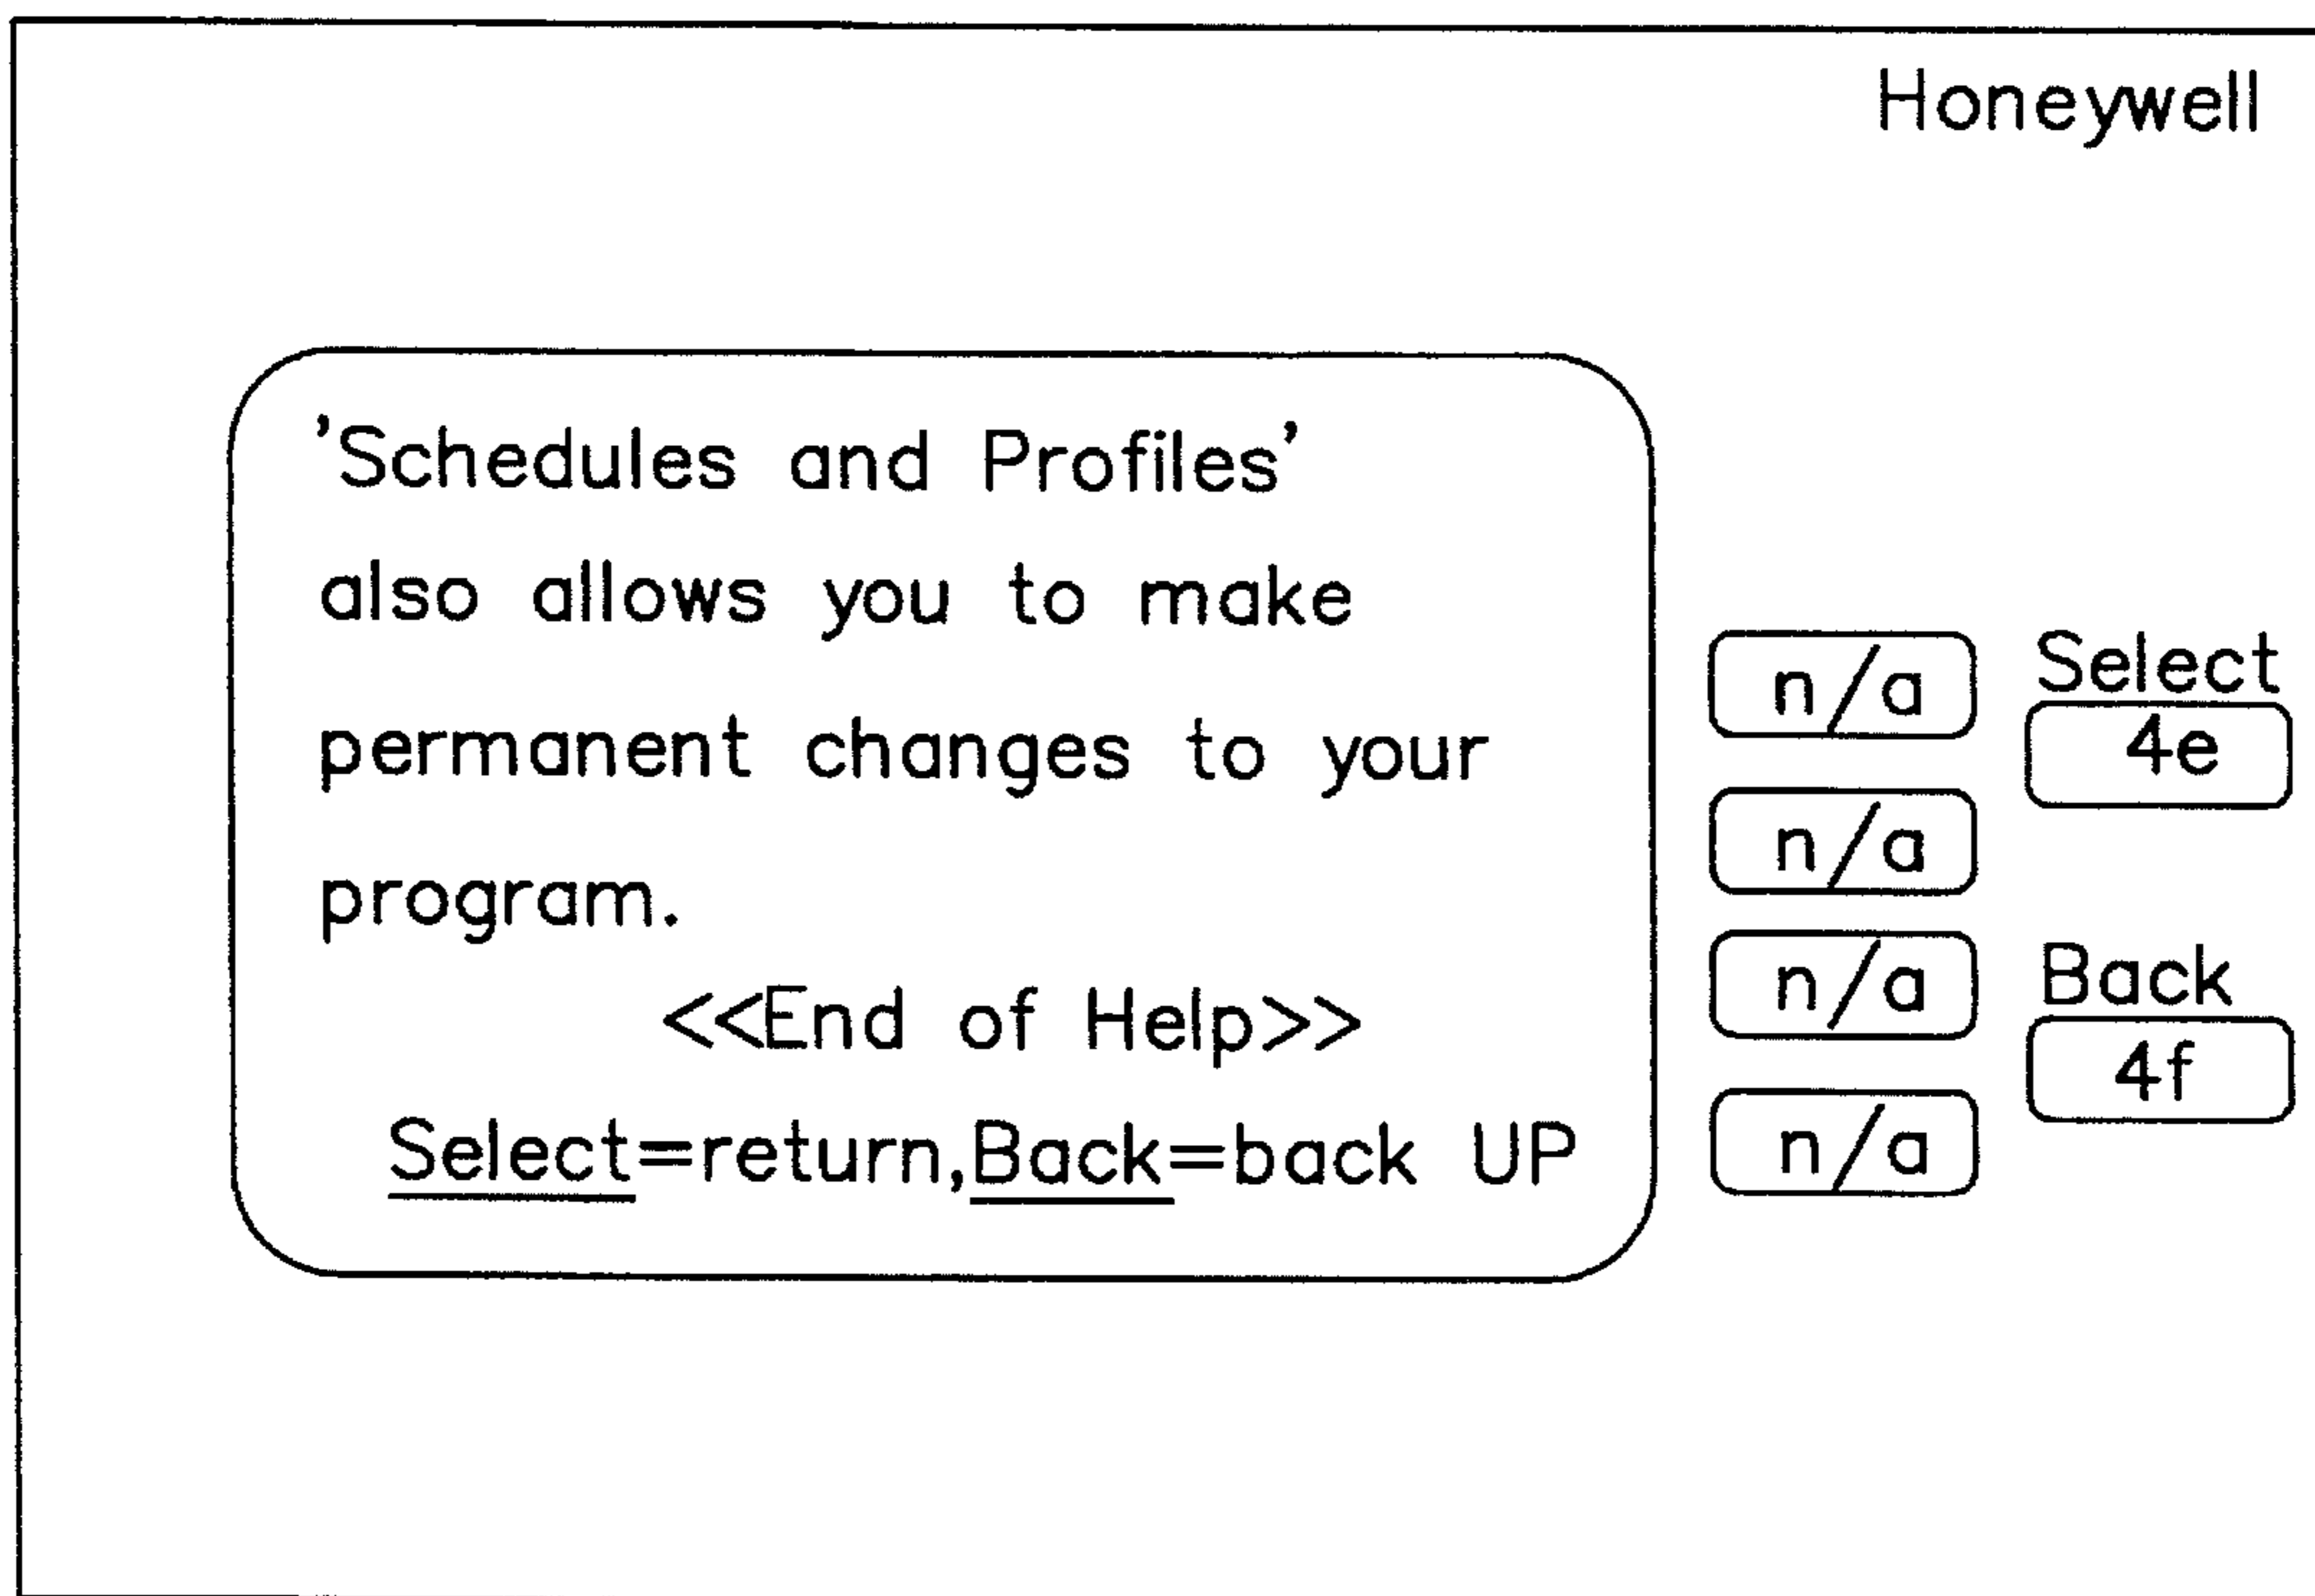 Honeywell
'Schedules and Profiles'
also allows you to make
permanent changes to your
program.
<<End of Help>>
Select=return,Back=back UP
n/a
Select
4e
n/a
n/a
Back
4f
n/a